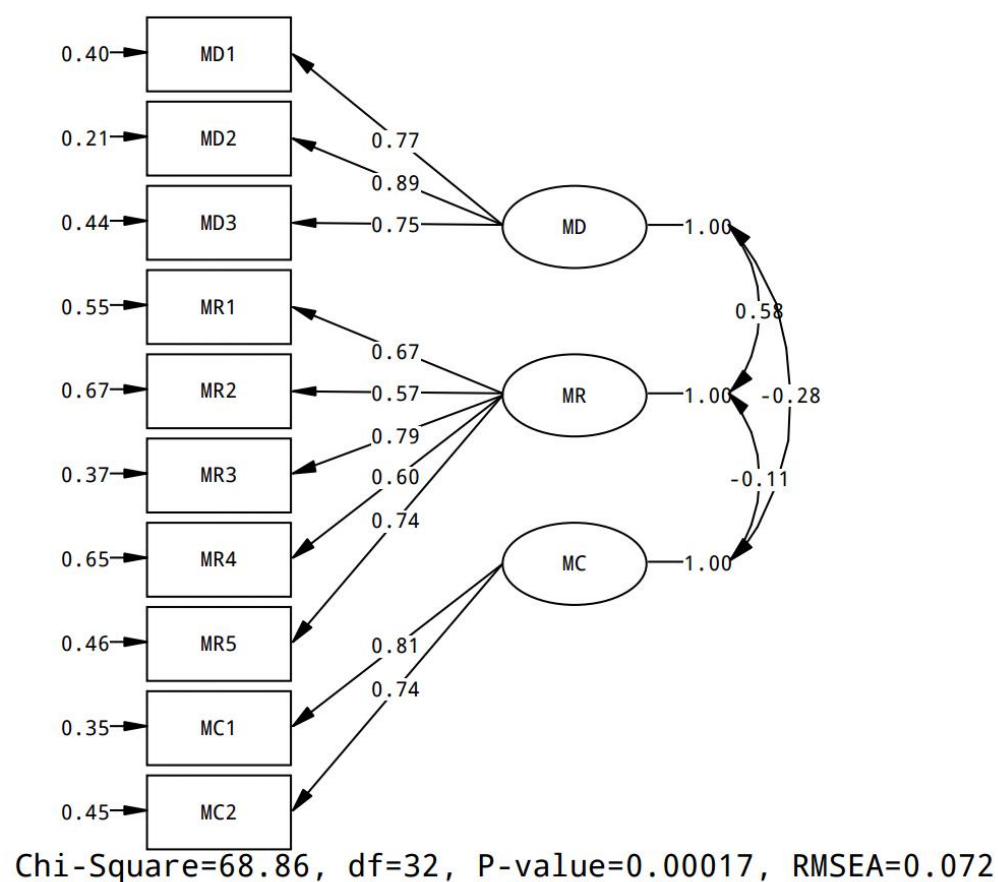 0.40 MD1
0.77
0.21 MD2
0.89
0.44 MD3
0.75 MD 1.00
0.55 MR1
0.58
0.67
0.67 MR2
0.57 MR 1.00 -0.28
0.79
0.37 MR3
0.60 -0.11
0.74
0.65 MR4
MC 1.00
0.46 MR5
0.81
0.74
0.35 MC1
0.45 MC2
Chi-Square=68.86, df=32, P-value=0.00017, RMSEA=0.072